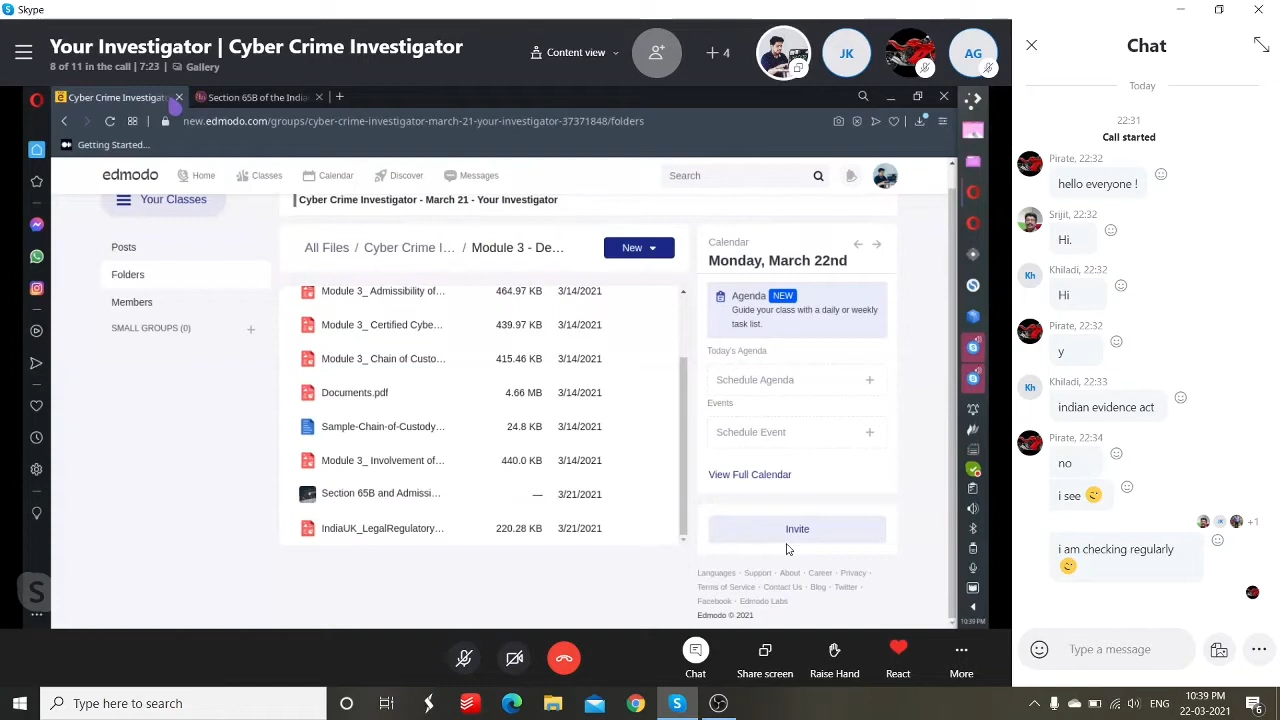 Skype
Your Investigator | Cyber Crime Investigator
8 of 11 in the call | 7:23 | Gallery
Content view
+ 4
JK
AG
Cyber Crime Investigat
Section 65B of the India
new.edmodo.com/groups/cyber-crime-investigator-march-21-your-investigator-37371848/folders
Getting Started...
edmodo
Home
Classes
Calendar
Discover
Messages
Search
Your Classes
Posts
Folders
Members
SMALL GROUPS (0)
Cyber Crime Investigator - March 21 - Your Investigator
All Files / Cyber Crime I... / Module 3 - De...
New
Module 3_ Admissibility of... 464.97 KB 3/14/2021
Module 3_ Certified Cybe... 439.97 KB 3/14/2021
Module 3_ Chain of Custo... 415.46 KB 3/14/2021
Documents.pdf 4.66 MB 3/14/2021
Sample-Chain-of-Custody... 24.8 KB 3/14/2021
Module 3_ Involvement of... 440.0 KB 3/14/2021
Section 65B and Admissi... — 3/21/2021
IndiaUK_LegalRegulatory... 220.28 KB 3/21/2021
Calendar
Monday, March 22nd
Agenda NEW
Guide your class with a daily or weekly
task list.
Today's Agenda
Schedule Agenda
Events
Schedule Event
View Full Calendar
Invite
Languages · Support · About · Career · Privacy ·
Terms of Service · Contact Us · Blog · Twitter ·
Facebook · Edmodo Labs
Edmodo © 2021
10:39 PM
S
Chat
Share screen
Raise Hand
React
More
Chat
Today
22:31
Call started
Pirate, 22:32
hello everyone !
Srijit, 22:32
Hi.
Kh
Khiladi, 22:32
Hi
Pirate, 22:32
y
Kh
Khiladi, 22:33
indian evidence act
Pirate, 22:34
no
i see
JK
+1
i am checking regularly
Type a message
Type here to search
ENG
10:39 PM
22-03-2021
6